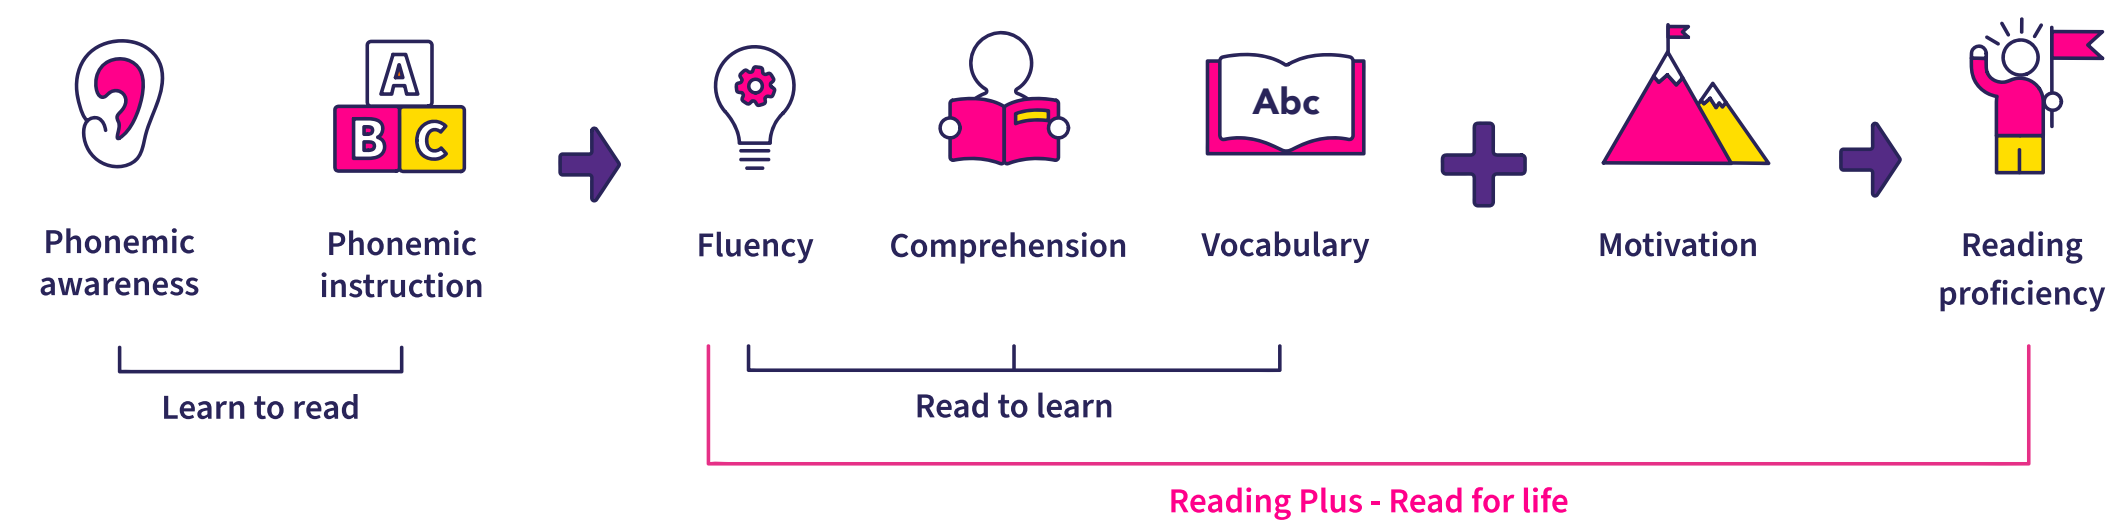 A
B C
Abc
Phonemic
awareness
Phonemic
instruction
Fluency
Comprehension
Vocabulary
Motivation
Reading
proficiency
Learn to read
Read to learn
Reading Plus - Read for life